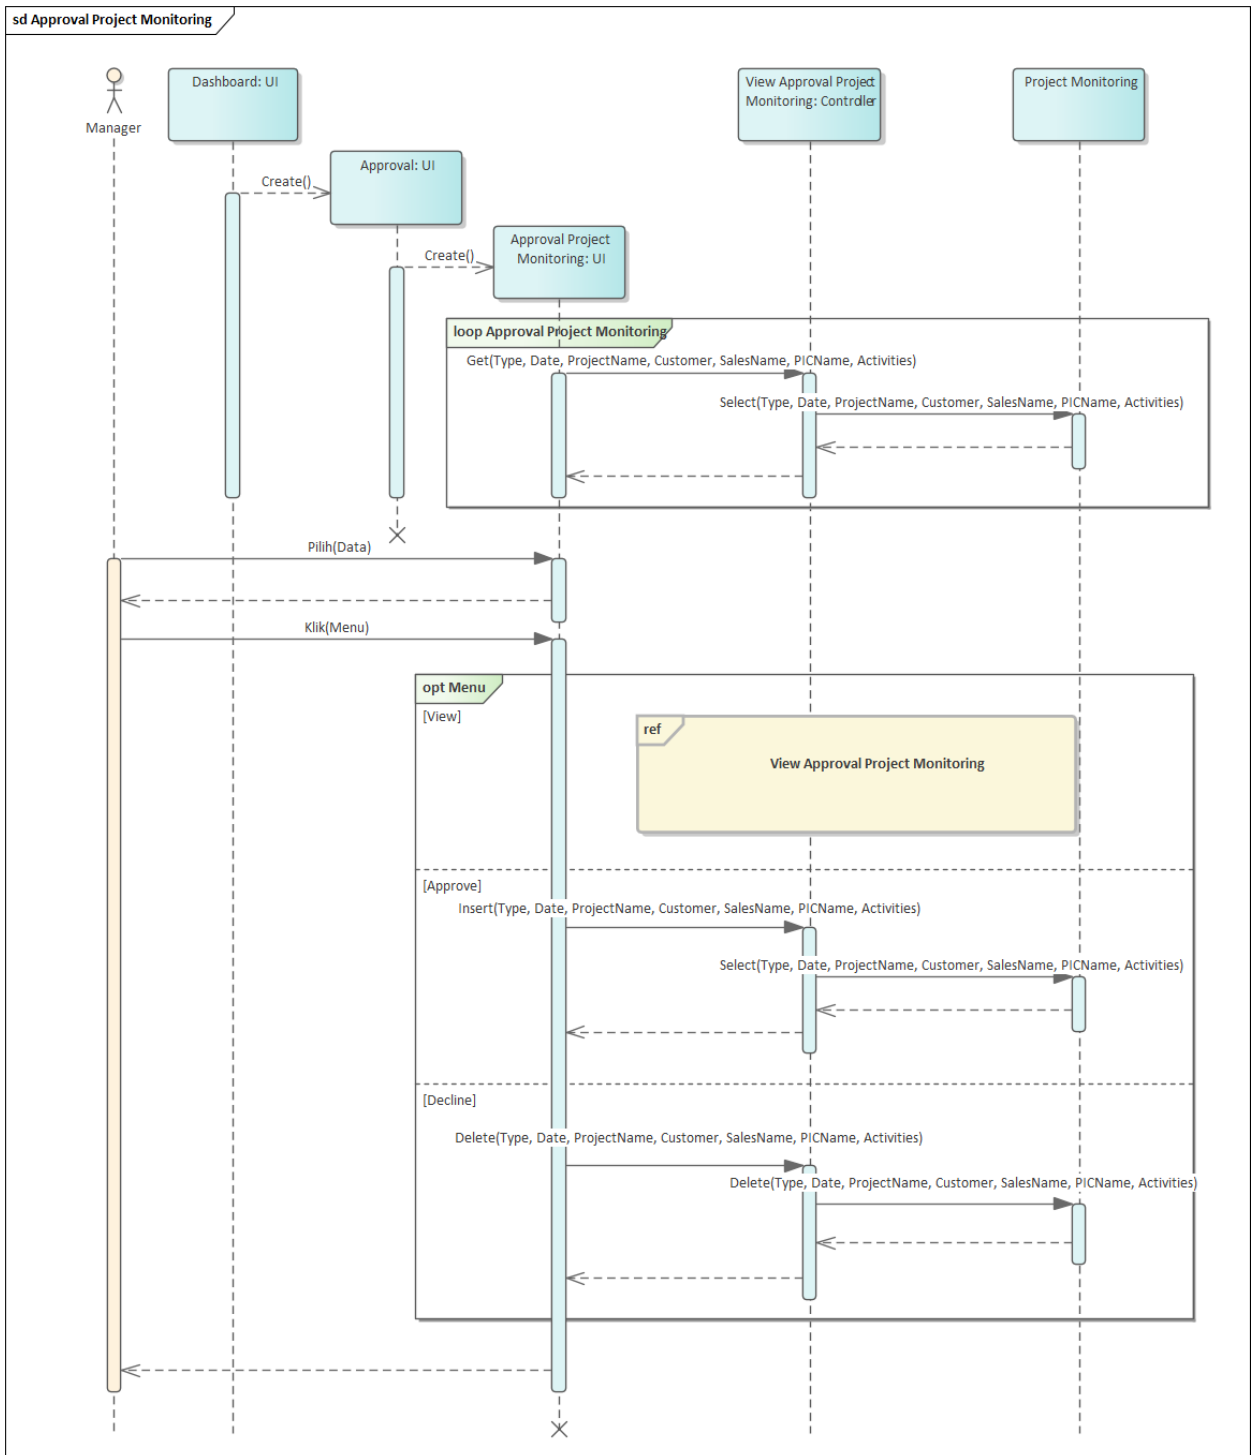 sd Approval Project Monitoring
Manager
Dashboard: UI
View Approval Project
Monitoring: Controller
Project Monitoring
Approval: UI
Create()
Approval Project
Monitoring: UI
Create()
loop Approval Project Monitoring
Get(Type, Date, ProjectName, Customer, SalesName, PICName, Activities)
Select(Type, Date, ProjectName, Customer, SalesName, PICName, Activities)
Pilih(Data)
Klik(Menu)
opt Menu
[View]
ref
View Approval Project Monitoring
[Approve]
Insert(Type, Date, ProjectName, Customer, SalesName, PICName, Activities)
Select(Type, Date, ProjectName, Customer, SalesName, PICName, Activities)
[Decline]
Delete(Type, Date, ProjectName, Customer, SalesName, PICName, Activities)
Delete(Type, Date, ProjectName, Customer, SalesName, PICName, Activities)